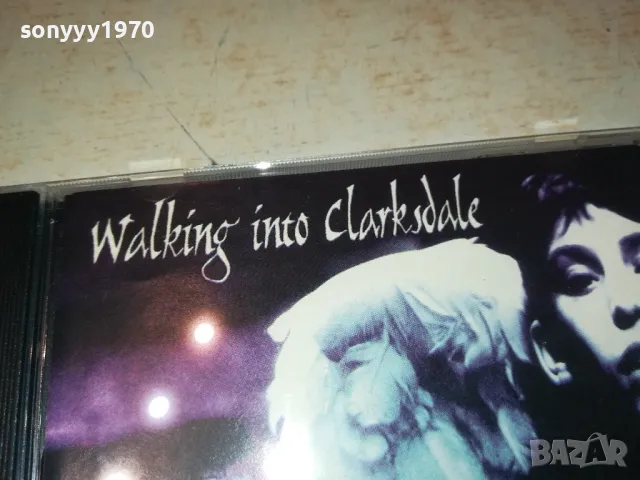 sonyyy1970
Walking into Clarksdale
BAZAR